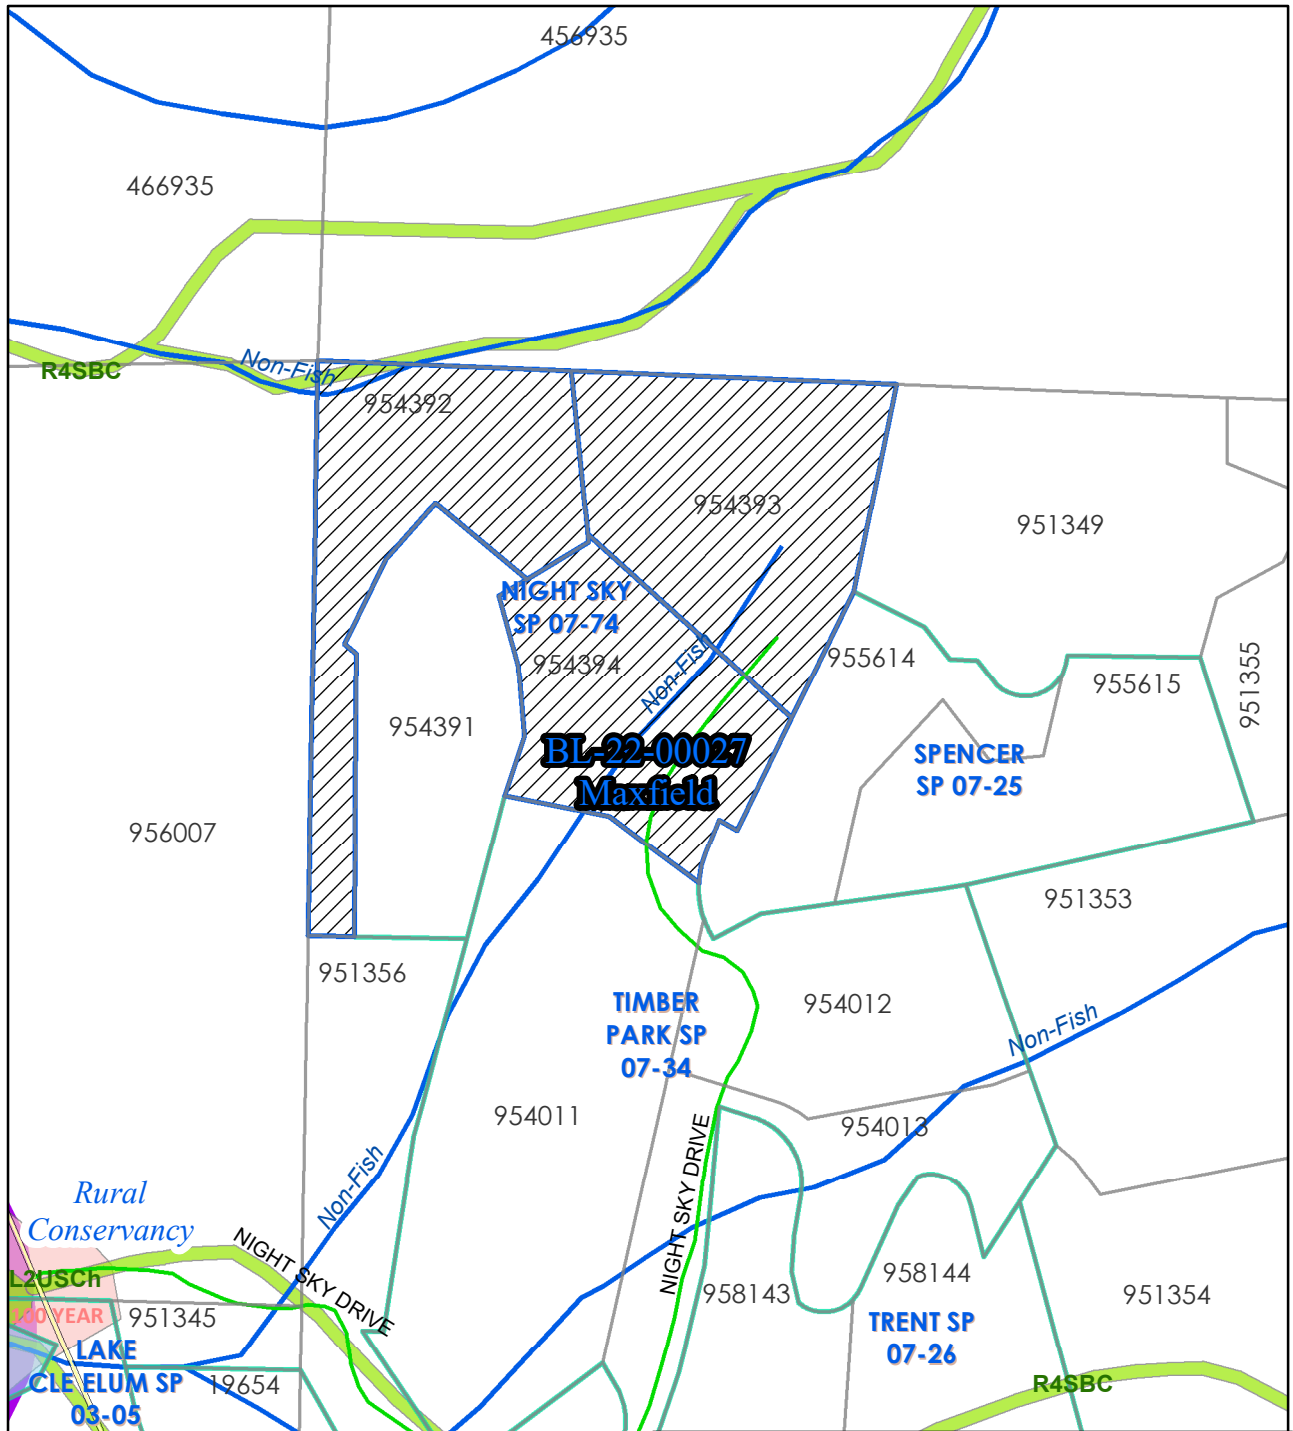 456935
466935
Non-Fish
R4SBC
954392
954393
951349
NIGHT SKY
SP 07-74
954394
Non-Fish
955614
955615
951355
954391
BL-22-00027
Maxfield
SPENCER
SP 07-25
956007
951353
951356
TIMBER
PARK SP
07-34
954012
Non-Fish
954011
954013
NIGHT SKY DRIVE
Non-Fish
Rural
Conservancy
NIGHT SKY DRIVE
L2USCh
100 YEAR
951345
958143
958144
951354
TRENT SP
07-26
LAKE
CLE ELUM SP
03-05
19654
R4SBC